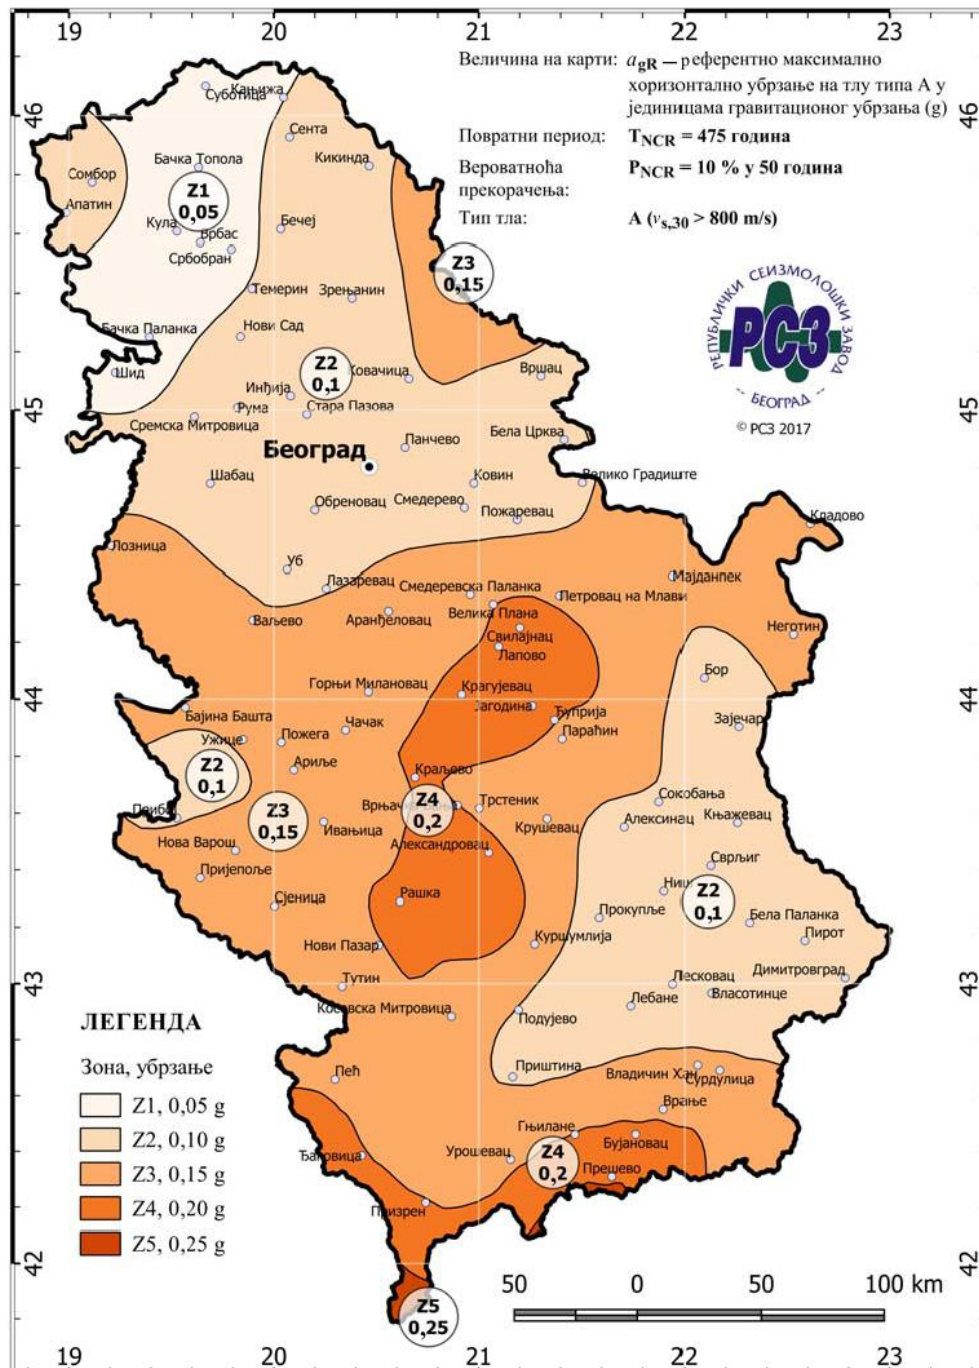 19 20 21 22 23
Величина на карти: agR – референтно максимално
хоризонтално убрзање на тлу типа А у
јединицама гравитационог убрзања (g)
Повратни период: TNCR = 475 година
Вероватноћа
прекорачења:
PNCR = 10 % у 50 година
Тип тла: A (vs,30 > 800 m/s)
46 46
Суботица
Кањижа
Сента
Кикинда
Бачка Топола
Сомбор
Апатин
Z1
0,05
Кула
Врбас
Србобран
Бечеј
Z3
0,15
РЕПУБЛИЧКИ СЕИЗМОЛОШКИ ЗАВОД
РСЗ
- БЕОГРАД -
© РСЗ 2017
Темерин
Зрењанин
Бачка Паланка
Нови Сад
Шид
Z2
0,1
Ковачица
Вршац
Инђија
Рума
Стара Пазова
45 45
Сремска Митровица
Бела Црква
Панчево
Београд
Шабац
Ковин
Велико Градиште
Обреновац
Смедерево
Пожаревац
Кладово
Лозница
Уб
Лазаревац
Мајданпек
Смедеревска Паланка
Петровац на Млави
Велика Плана
Ваљево
Аранђеловац
Свилајнац
Неготин
Лапово
Бор
Горњи Милановац
Крагујевац
44 44
Јагодина
Бајина Башта
Ћуприја
Зајечар
Чачак
Параћин
Ужице
Пожега
Ариље
Краљево
Z2
0,1
Z3
0,15
Z4
0,2
Прибој
Трстеник
Сокобања
Ивањица
Крушевац
Алексинац
Књажевац
Нова Варош
Александровац
Пријепоље
Сврљиг
Сјеница
Рашка
Ниш
Z2
0,1
Прокупље
Бела Паланка
Нови Пазар
Куршумлија
Пирот
Тутин
Димитровград
43 43
Лесковац
Косовска Митровица
Лебане
Власотинце
Подујево
ЛЕГЕНДА
Зона, убрзање
Z1, 0,05 g
Z2, 0,10 g
Z3, 0,15 g
Z4, 0,20 g
Z5, 0,25 g
Пећ
Приштина
Владичин Хан
Сурдулица
Врање
Гњилане
Бујановац
Ђаковица
Урошевац
Z4
0,2
Прешево
Призрен
42 42
50 0 50 100 km
Z5
0,25
19 20 21 22 23